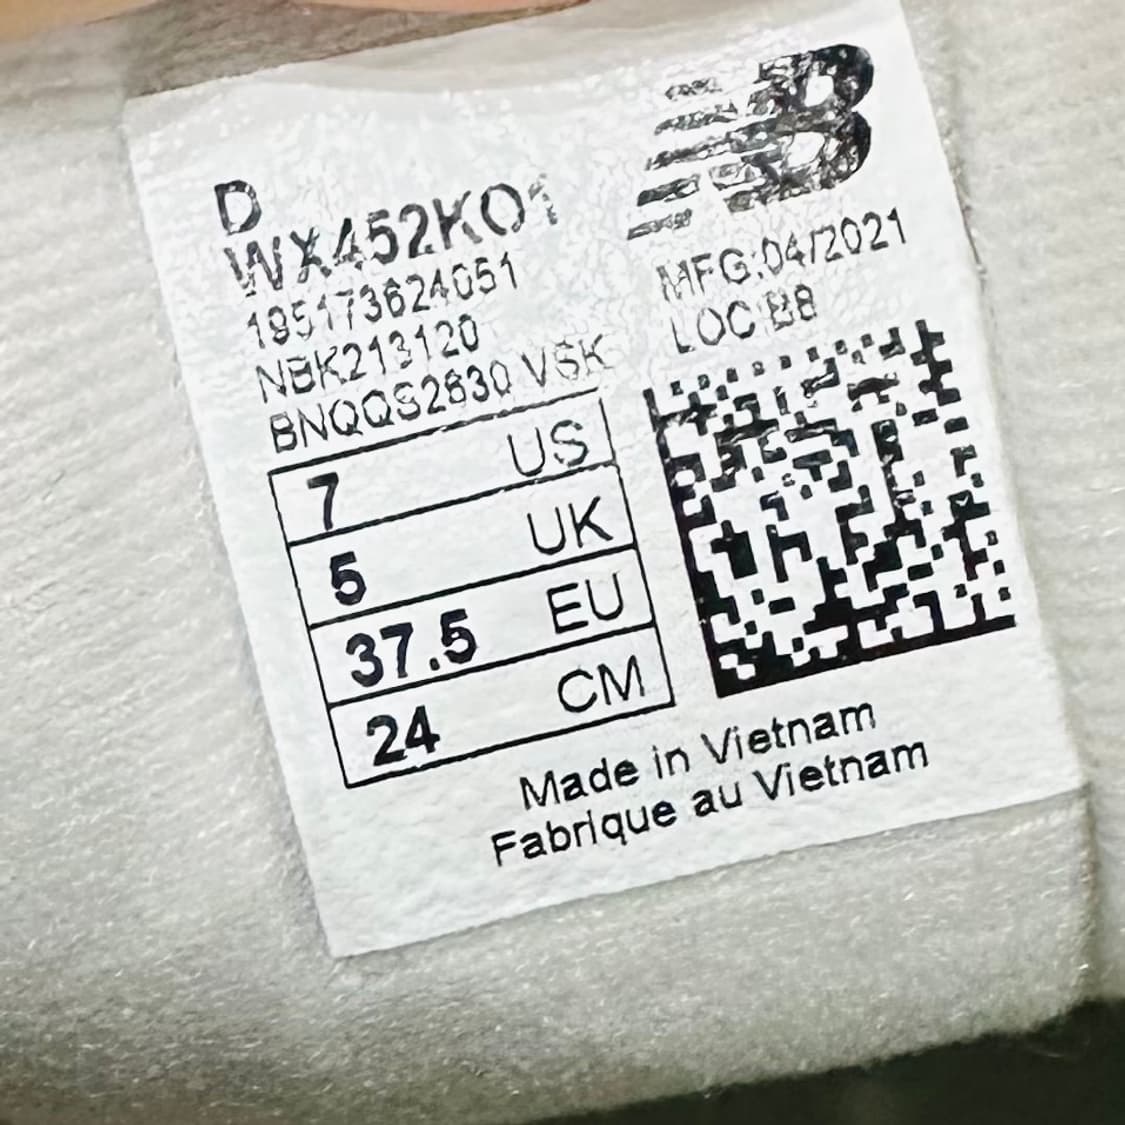 D
WX452KO1
195173624051
NBK213120
BNQQS2630 VSK
MFG:04/2021
LOC:B8
7 US
5 UK
37.5 EU
24 CM
Made in Vietnam
Fabrique au Vietnam